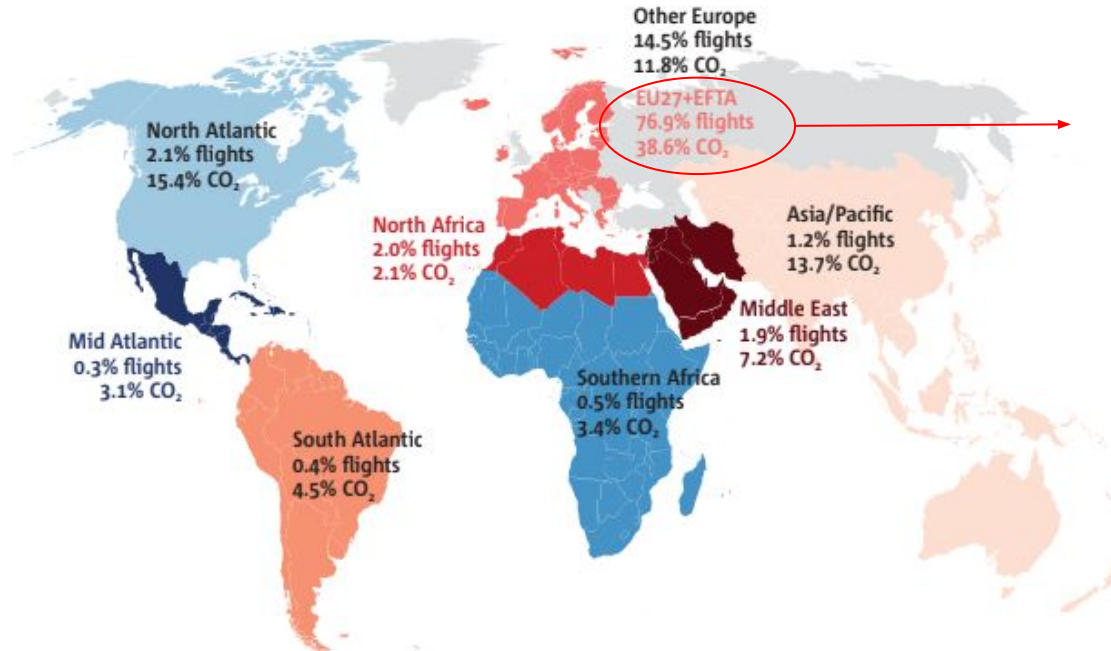 Other Europe
14.5% flights
11.8% CO₂
EU27+EFTA
76.9% flights
38.6% CO₂
North Atlantic
2.1% flights
15.4% CO₂
North Africa
2.0% flights
2.1% CO₂
Asia/Pacific
1.2% flights
13.7% CO₂
Middle East
1.9% flights
7.2% CO₂
Mid Atlantic
0.3% flights
3.1% CO₂
Southern Africa
0.5% flights
3.4% CO₂
South Atlantic
0.4% flights
4.5% CO₂